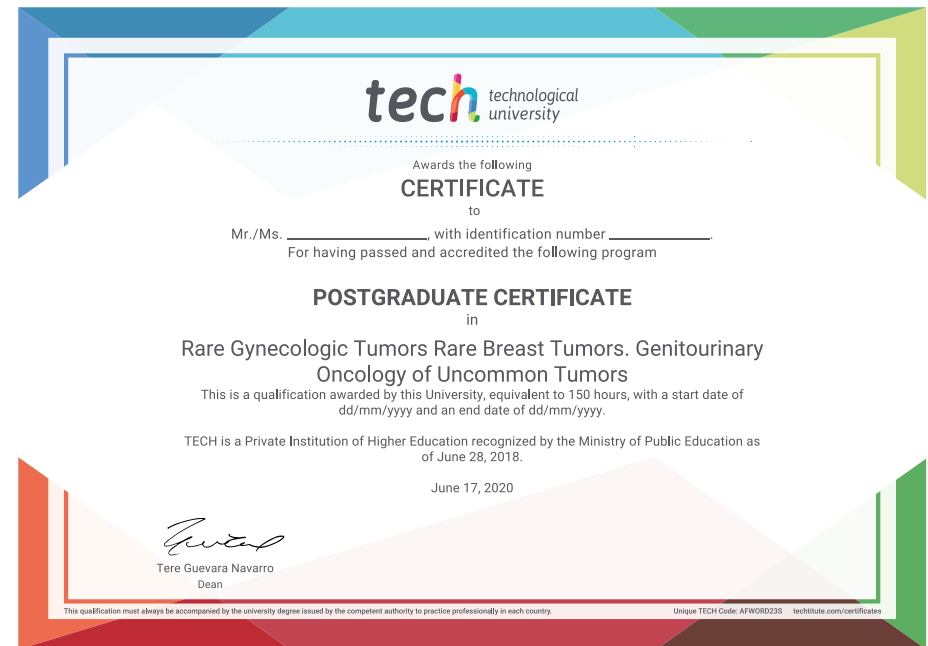 tech technological
university
Awards the following
CERTIFICATE
to
Mr./Ms. ____________, with identification number ____________.
For having passed and accredited the following program
POSTGRADUATE CERTIFICATE
in
Rare Gynecologic Tumors Rare Breast Tumors. Genitourinary
Oncology of Uncommon Tumors
This is a qualification awarded by this University, equivalent to 150 hours, with a start date of
dd/mm/yyyy and an end date of dd/mm/yyyy.
TECH is a Private Institution of Higher Education recognized by the Ministry of Public Education as
of June 28, 2018.
June 17, 2020
Tere Guevara Navarro
Dean
This qualification must always be accompanied by the university degree issued by the competent authority to practice professionally in each country.
Unique TECH Code: AFWORD23S techtitute.com/certificates